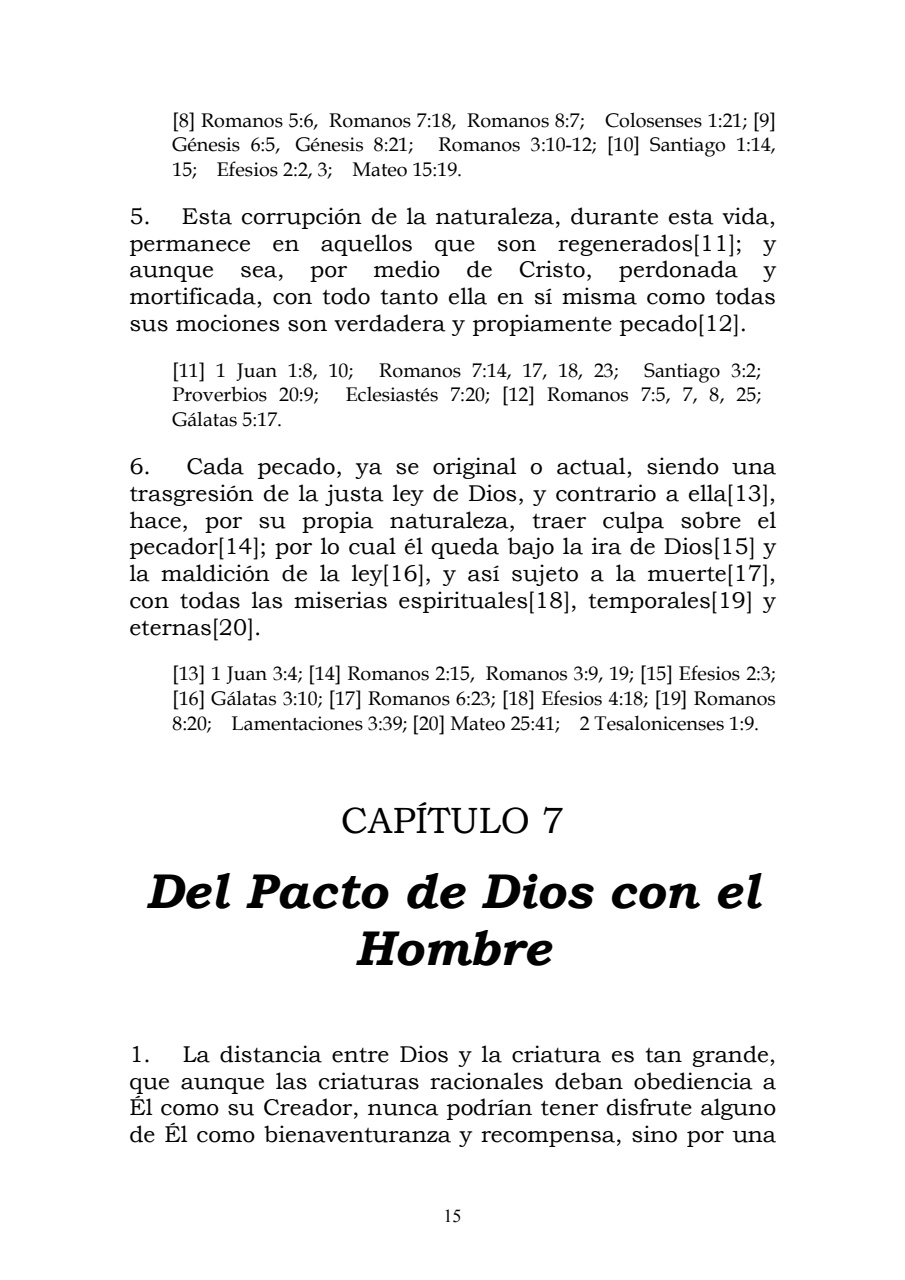 [8] Romanos 5:6, Romanos 7:18, Romanos 8:7; Colosenses 1:21; [9]
Génesis 6:5, Génesis 8:21; Romanos 3:10-12; [10] Santiago 1:14,
15; Efesios 2:2, 3; Mateo 15:19.
5. Esta corrupción de la naturaleza, durante esta vida,
permanece en aquellos que son regenerados[11]; y
aunque sea, por medio de Cristo, perdonada y
mortificada, con todo tanto ella en sí misma como todas
sus mociones son verdadera y propiamente pecado[12].
[11] 1 Juan 1:8, 10; Romanos 7:14, 17, 18, 23; Santiago 3:2;
Proverbios 20:9; Eclesiastés 7:20; [12] Romanos 7:5, 7, 8, 25;
Gálatas 5:17.
6. Cada pecado, ya se original o actual, siendo una
trasgresión de la justa ley de Dios, y contrario a ella[13],
hace, por su propia naturaleza, traer culpa sobre el
pecador[14]; por lo cual él queda bajo la ira de Dios[15] y
la maldición de la ley[16], y así sujeto a la muerte[17],
con todas las miserias espirituales[18], temporales[19] y
eternas[20].
[13] 1 Juan 3:4; [14] Romanos 2:15, Romanos 3:9, 19; [15] Efesios 2:3;
[16] Gálatas 3:10; [17] Romanos 6:23; [18] Efesios 4:18; [19] Romanos
8:20; Lamentaciones 3:39; [20] Mateo 25:41; 2 Tesalonicenses 1:9.
CAPÍTULO 7
Del Pacto de Dios con el
Hombre
1. La distancia entre Dios y la criatura es tan grande,
que aunque las criaturas racionales deban obediencia a
Él como su Creador, nunca podrían tener disfrute alguno
de Él como bienaventuranza y recompensa, sino por una
15